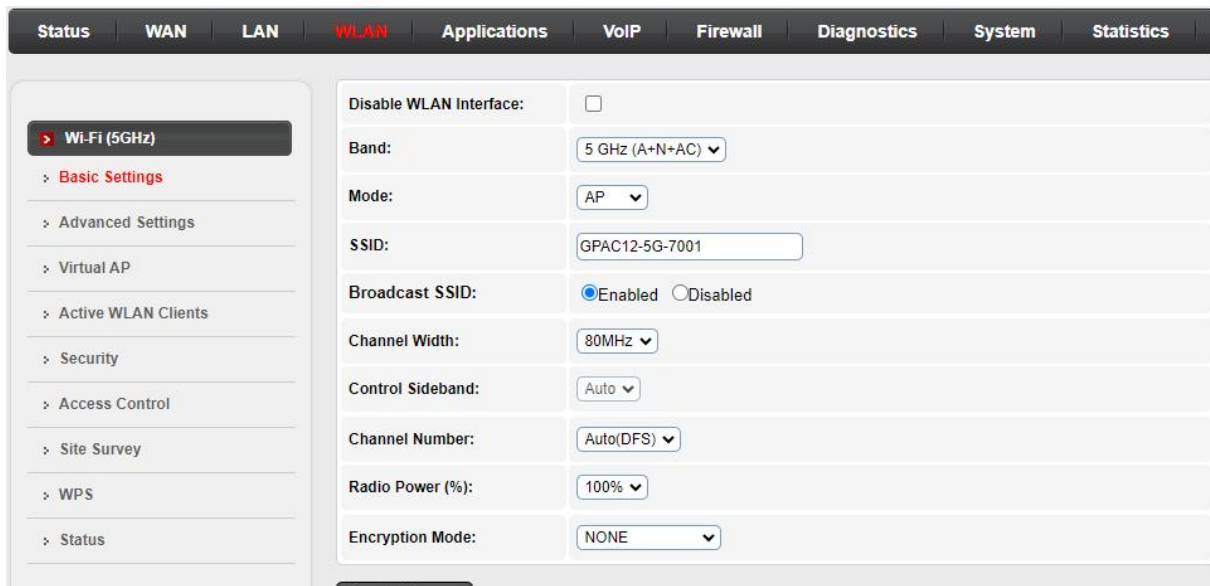 Status WAN LAN WLAN Applications VoIP Firewall Diagnostics System Statistics
Wi-Fi (5GHz)
Basic Settings
Advanced Settings
Virtual AP
Active WLAN Clients
Security
Access Control
Site Survey
WPS
Status
Disable WLAN Interface:
Band: 5 GHz (A+N+AC)
Mode: AP
SSID: GPAC12-5G-7001
Broadcast SSID: Enabled Disabled
Channel Width: 80MHz
Control Sideband: Auto
Channel Number: Auto(DFS)
Radio Power (%): 100%
Encryption Mode: NONE